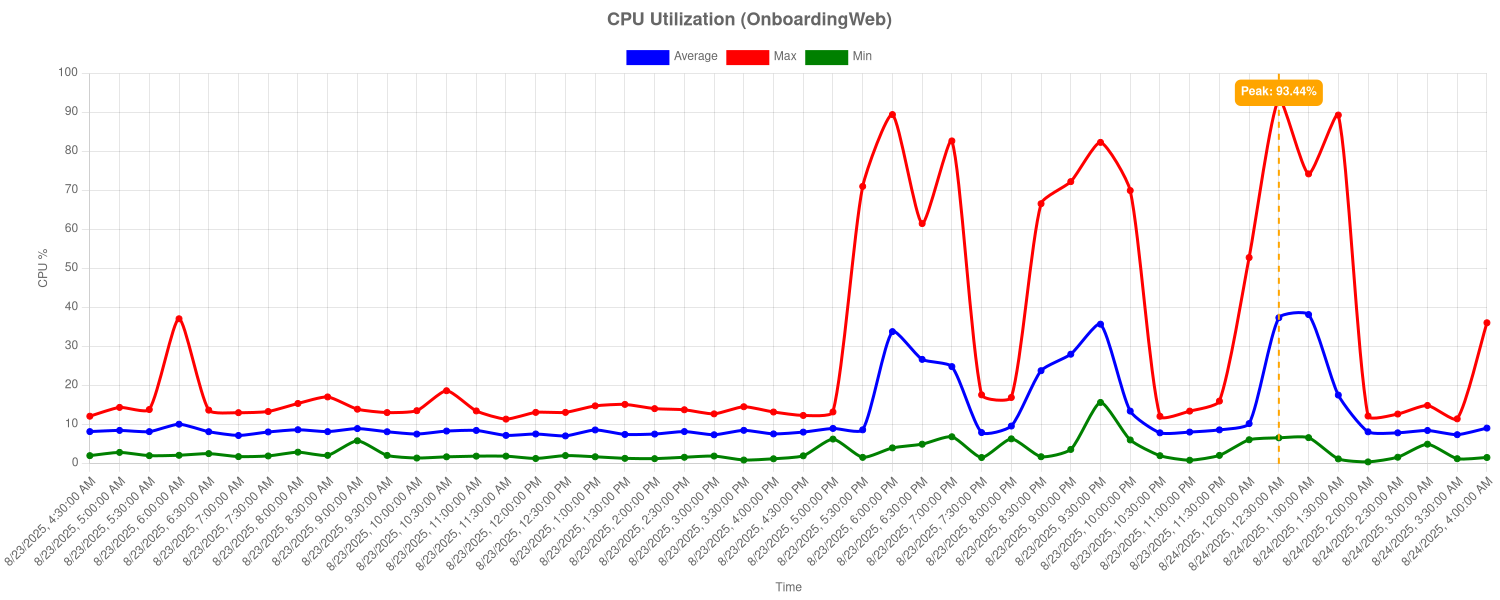 CPU Utilization (OnboardingWeb)
Average Max Min
Peak: 93.44%
CPU %
100
90
80
70
60
50
40
30
20
10
0
8/23/2025, 4:30:00 AM
8/23/2025, 5:00:00 AM
8/23/2025, 5:30:00 AM
8/23/2025, 6:00:00 AM
8/23/2025, 6:30:00 AM
8/23/2025, 7:00:00 AM
8/23/2025, 7:30:00 AM
8/23/2025, 8:00:00 AM
8/23/2025, 8:30:00 AM
8/23/2025, 9:00:00 AM
8/23/2025, 9:30:00 AM
8/23/2025, 10:00:00 AM
8/23/2025, 10:30:00 AM
8/23/2025, 11:00:00 AM
8/23/2025, 11:30:00 AM
8/23/2025, 12:00:00 PM
8/23/2025, 12:30:00 PM
8/23/2025, 1:00:00 PM
8/23/2025, 1:30:00 PM
8/23/2025, 2:00:00 PM
8/23/2025, 2:30:00 PM
8/23/2025, 3:00:00 PM
8/23/2025, 3:30:00 PM
8/23/2025, 4:00:00 PM
8/23/2025, 4:30:00 PM
8/23/2025, 5:00:00 PM
8/23/2025, 5:30:00 PM
8/23/2025, 6:00:00 PM
8/23/2025, 6:30:00 PM
8/23/2025, 7:00:00 PM
8/23/2025, 7:30:00 PM
8/23/2025, 8:00:00 PM
8/23/2025, 8:30:00 PM
8/23/2025, 9:00:00 PM
8/23/2025, 9:30:00 PM
8/23/2025, 10:00:00 PM
8/23/2025, 10:30:00 PM
8/23/2025, 11:00:00 PM
8/23/2025, 11:30:00 PM
8/24/2025, 12:00:00 AM
8/24/2025, 12:30:00 AM
8/24/2025, 1:00:00 AM
8/24/2025, 1:30:00 AM
8/24/2025, 2:00:00 AM
8/24/2025, 2:30:00 AM
8/24/2025, 3:00:00 AM
8/24/2025, 3:30:00 AM
8/24/2025, 4:00:00 AM
Time